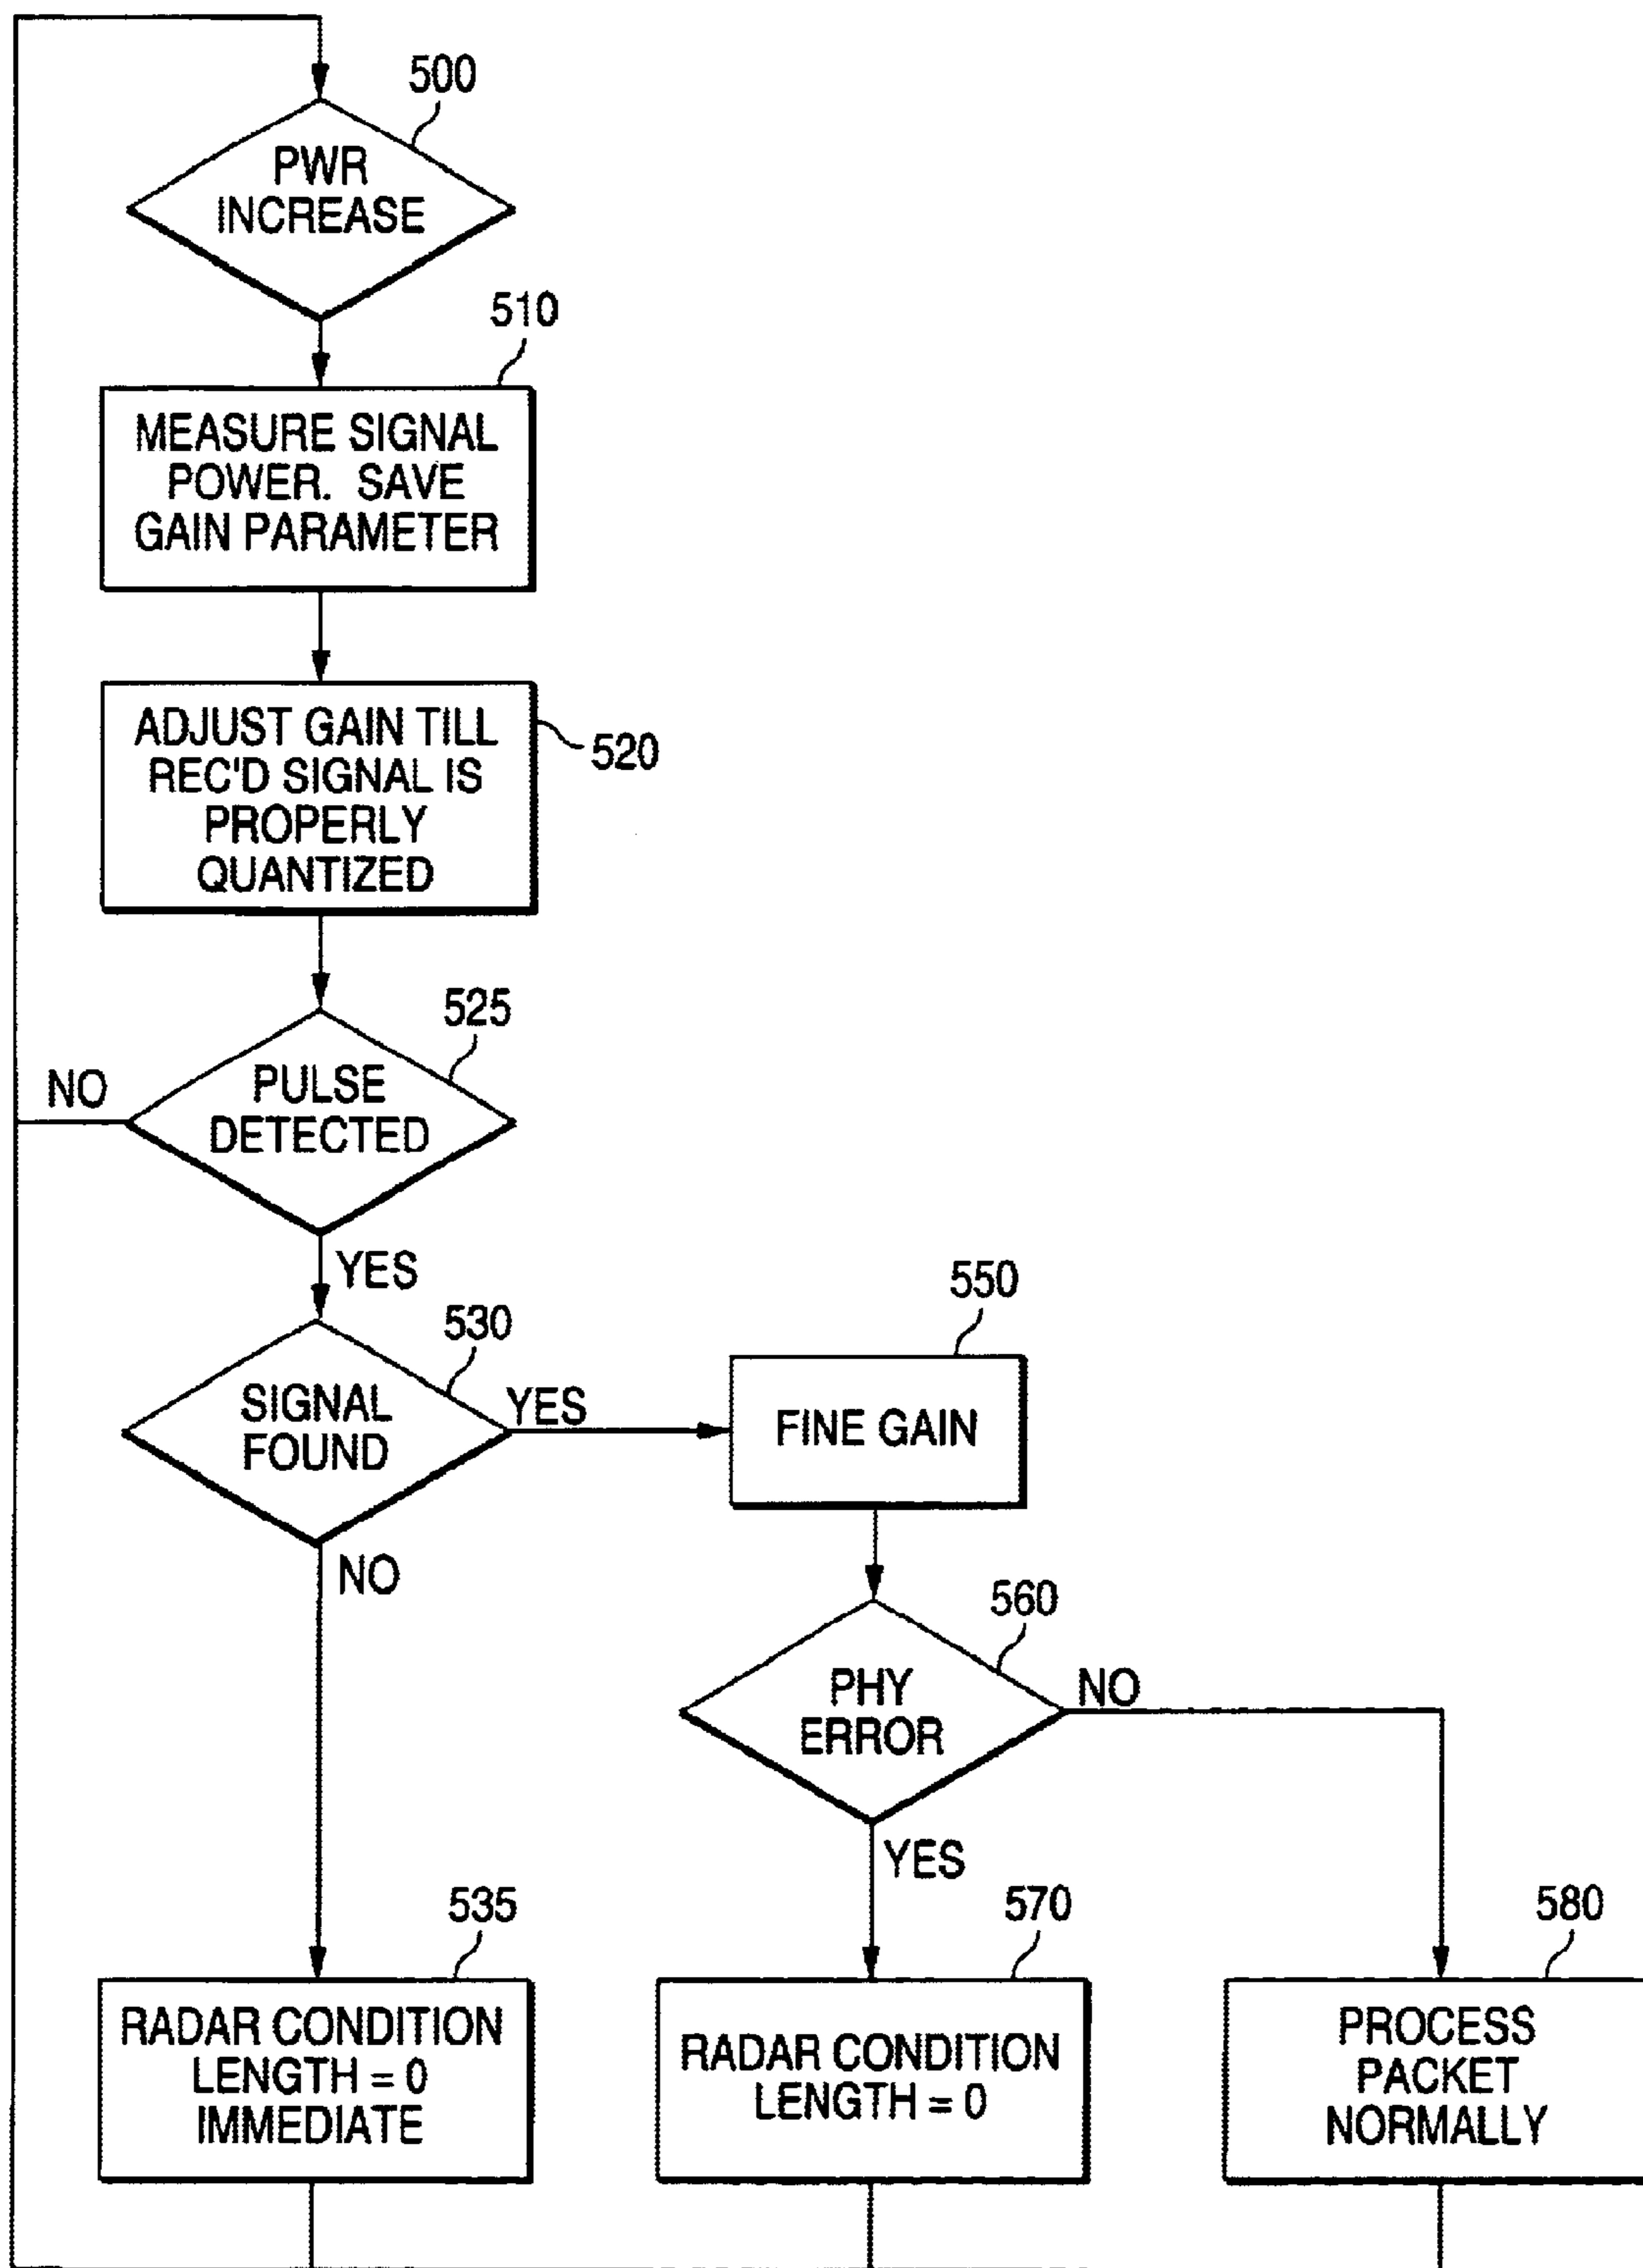 500
PWR
INCREASE
510
MEASURE SIGNAL
POWER. SAVE
GAIN PARAMETER
ADJUST GAIN TILL
REC'D SIGNAL IS
PROPERLY
QUANTIZED
520
525
PULSE
DETECTED
NO
YES
530
SIGNAL
FOUND
YES
NO
550
FINE GAIN
560
PHY
ERROR
NO
YES
535
RADAR CONDITION
LENGTH = 0
IMMEDIATE
570
RADAR CONDITION
LENGTH = 0
580
PROCESS
PACKET
NORMALLY